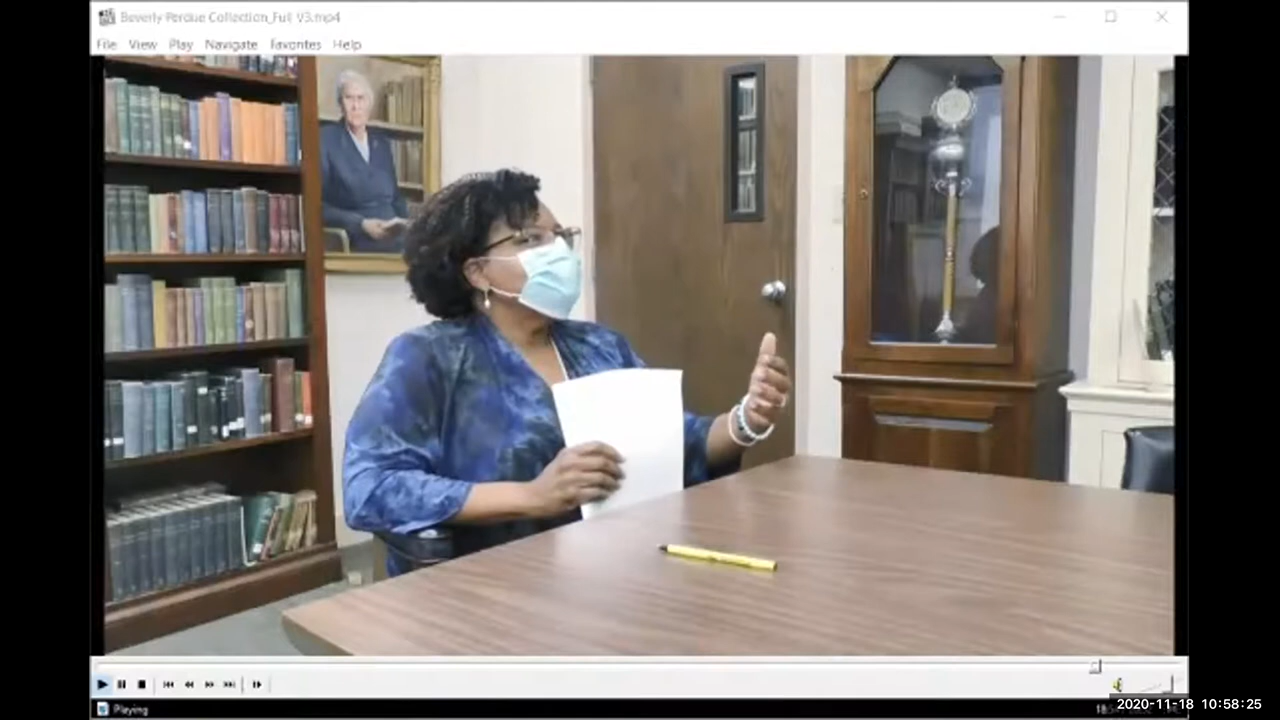 Beverly Perdue Collection_Full V3.mp4
File View Play Navigate Favorites Help
Playing
2020-11-18 10:58:25